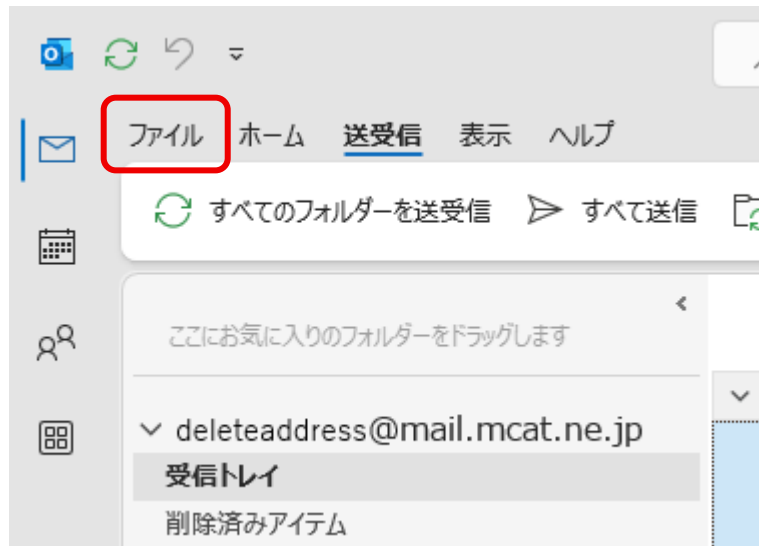 ファイル ホーム 送受信 表示 ヘルプ
すべてのフォルダーを送受信 すべて送信
ここにお気に入りのフォルダーをドラッグします
deleteaddress@mail.mcat.ne.jp
受信トレイ
削除済みアイテム